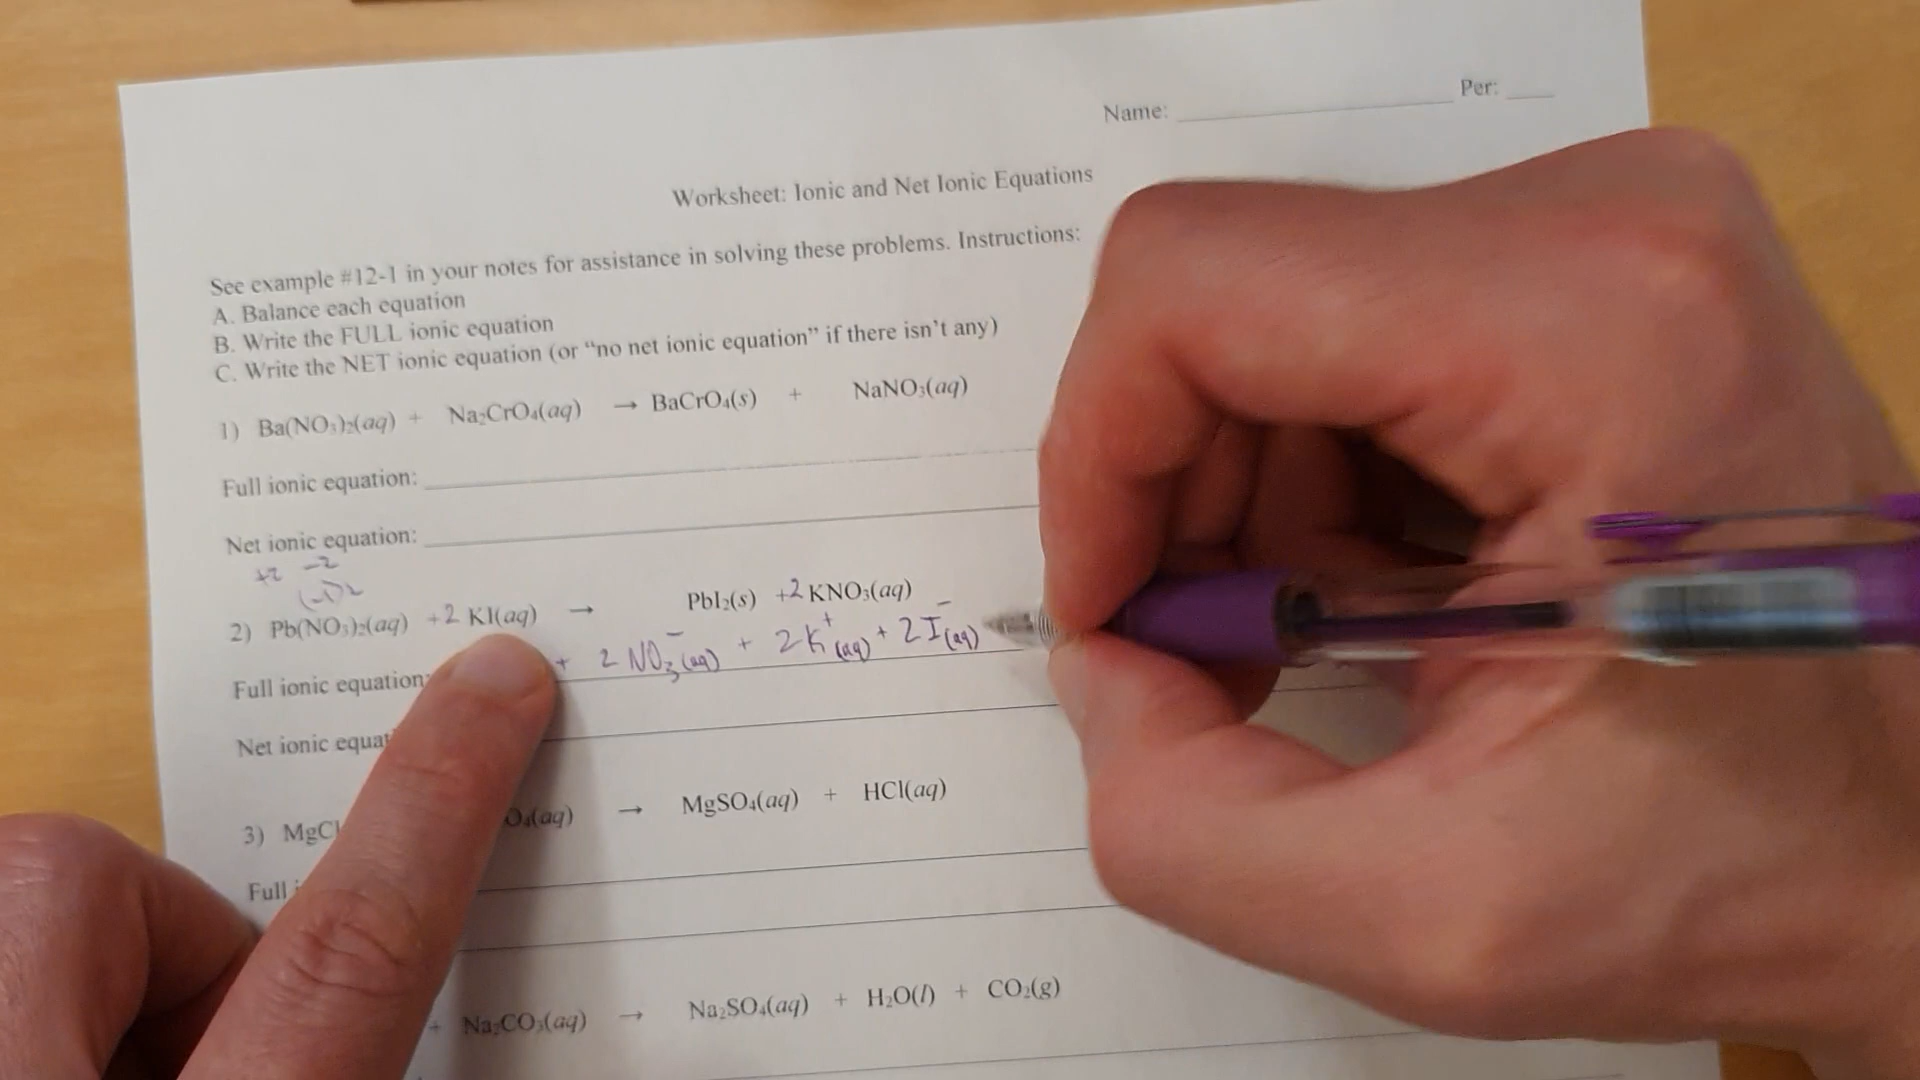 Name: ____________ Per: ____
Worksheet: Ionic and Net Ionic Equations
See example #12-1 in your notes for assistance in solving these problems. Instructions:
A. Balance each equation
B. Write the FULL ionic equation
C. Write the NET ionic equation (or “no net ionic equation” if there isn’t any)
1) Ba(NO₃)₂(aq) + Na₂CrO₄(aq) → BaCrO₄(s) + NaNO₃(aq)
Full ionic equation:
Net ionic equation:
+2 -2
(-1)2
2) Pb(NO₃)₂(aq) +2 KI(aq) → PbI₂(s) +2 KNO₃(aq)
Full ionic equation: + 2 NO₃⁻(aq) + 2K⁺(aq) + 2I⁻(aq)
Net ionic equat
3) MgCl O₄(aq) → MgSO₄(aq) + HCl(aq)
Full i
+ Na₂CO₃(aq) → Na₂SO₄(aq) + H₂O(l) + CO₂(g)